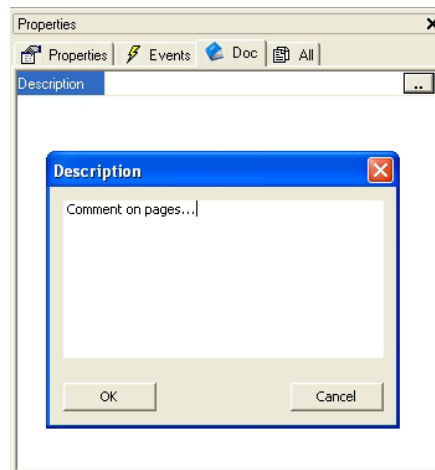 Properties
Properties Events Doc All
Description ..
Description
Comment on pages...
OK Cancel